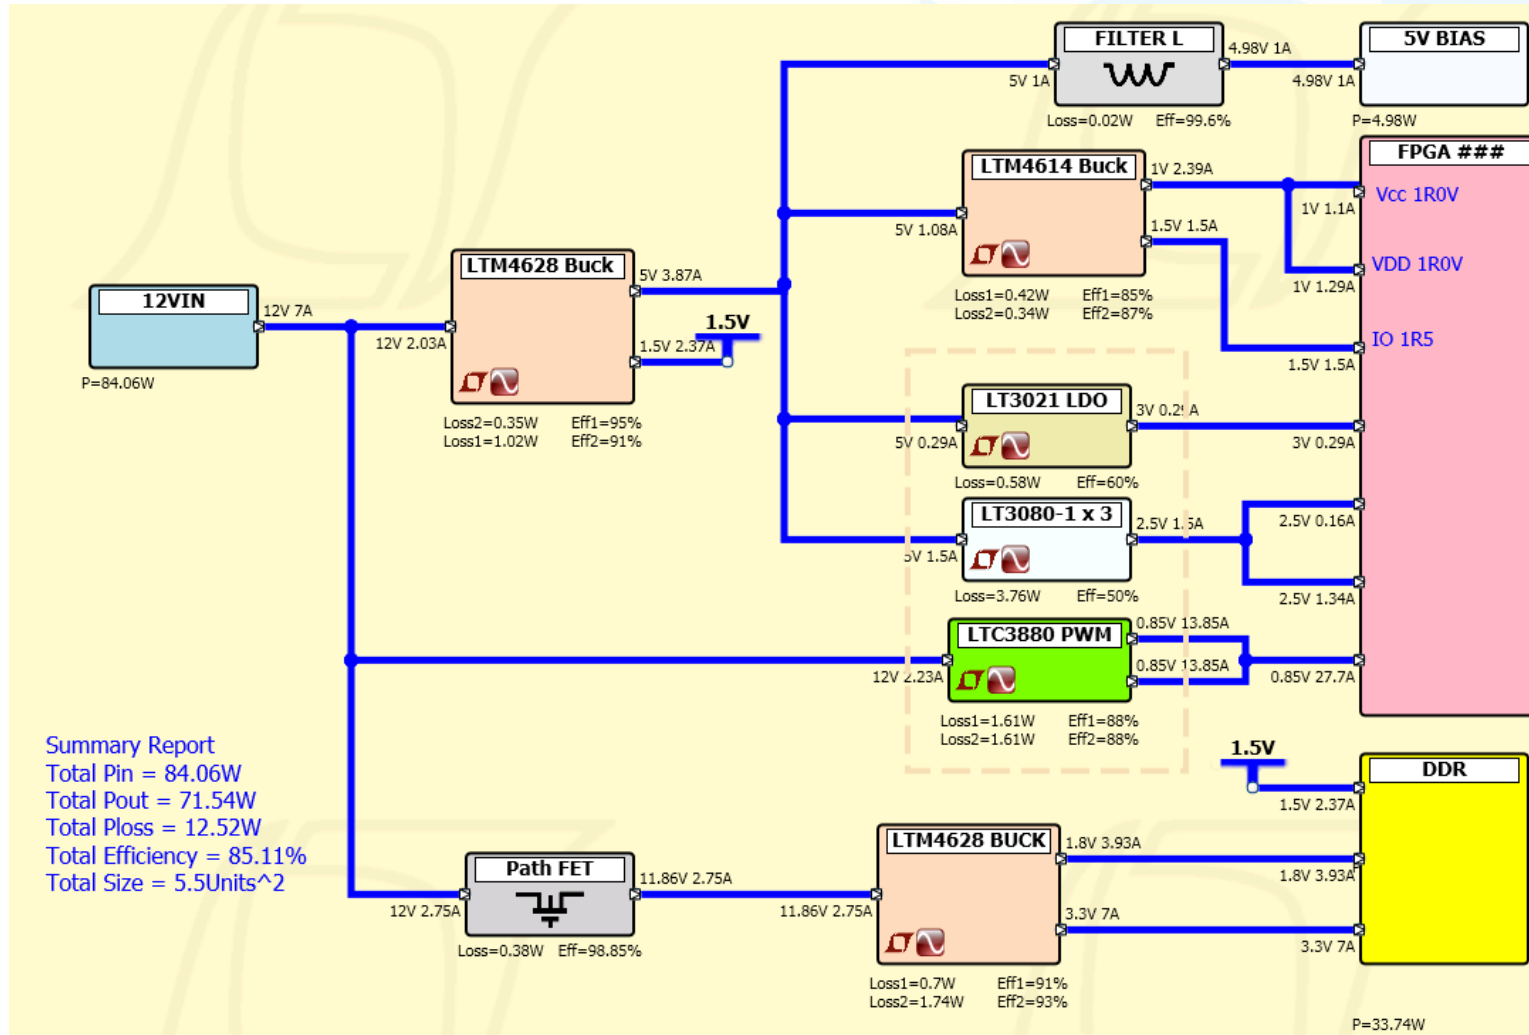 FILTER L
4.98V 1A
5V 1A
Loss=0.02W Eff=99.6%
5V BIAS
4.98V 1A
P=4.98W
FPGA ###
LTM4614 Buck
1V 2.39A
5V 1.08A
1.5V 1.5A
Loss1=0.42W Eff1=85%
Loss2=0.34W Eff2=87%
Vcc 1R0V
1V 1.1A
VDD 1R0V
1V 1.29A
IO 1R5
1.5V 1.5A
12VIN
12V 7A
P=84.06W
LTM4628 Buck
5V 3.87A
12V 2.03A
1.5V 2.37A
1.5V
Loss2=0.35W Eff1=95%
Loss1=1.02W Eff2=91%
LT3021 LDO
3V 0.29A
5V 0.29A
3V 0.29A
Loss=0.58W Eff=60%
LT3080-1 x 3
2.5V 1.5A
5V 1.5A
2.5V 0.16A
Loss=3.76W Eff=50%
2.5V 1.34A
LTC3880 PWM
0.85V 13.85A
12V 2.23A
0.85V 13.85A
0.85V 27.7A
Loss1=1.61W Eff1=88%
Loss2=1.61W Eff2=88%
Summary Report
Total Pin = 84.06W
Total Pout = 71.54W
Total Ploss = 12.52W
Total Efficiency = 85.11%
Total Size = 5.5Units^2
1.5V
DDR
1.5V 2.37A
Path FET
11.86V 2.75A
12V 2.75A
Loss=0.38W Eff=98.85%
LTM4628 BUCK
1.8V 3.93A
11.86V 2.75A
1.8V 3.93A
3.3V 7A
3.3V 7A
Loss1=0.7W Eff1=91%
Loss2=1.74W Eff2=93%
P=33.74W